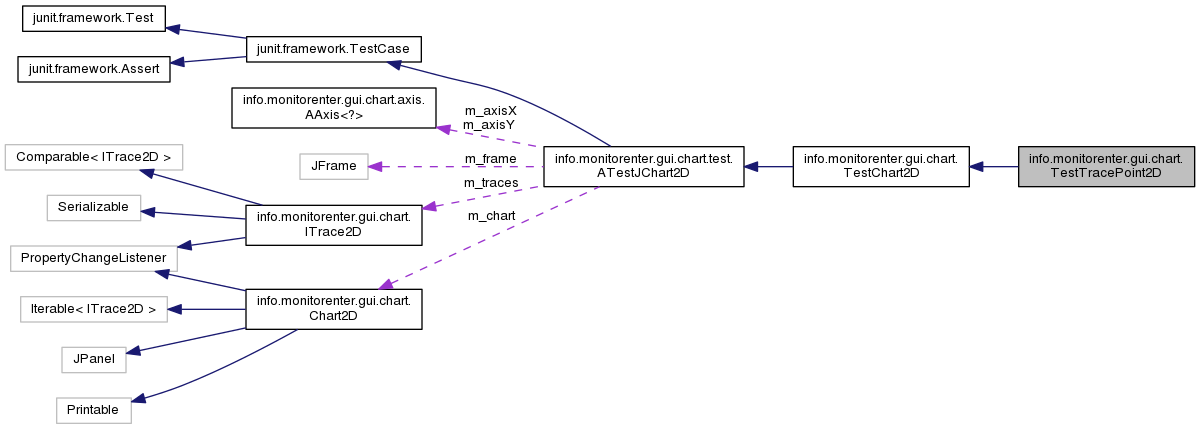 junit.framework.Test
junit.framework.Assert
junit.framework.TestCase
info.monitorenter.gui.chart.axis.
AAxis<?>
m_axisX
m_axisY
Comparable< ITrace2D >
JFrame
m_frame
info.monitorenter.gui.chart.test.
ATestJChart2D
info.monitorenter.gui.chart.
TestChart2D
info.monitorenter.gui.chart.
TestTracePoint2D
m_traces
Serializable
info.monitorenter.gui.chart.
ITrace2D
m_chart
PropertyChangeListener
Iterable< ITrace2D >
info.monitorenter.gui.chart.
Chart2D
JPanel
Printable